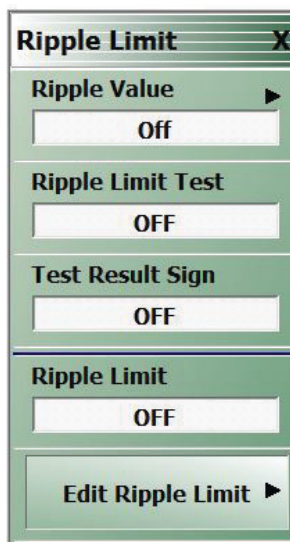 Ripple Limit X
Ripple Value ▶
Off
Ripple Limit Test
OFF
Test Result Sign
OFF
Ripple Limit
OFF
Edit Ripple Limit ▶